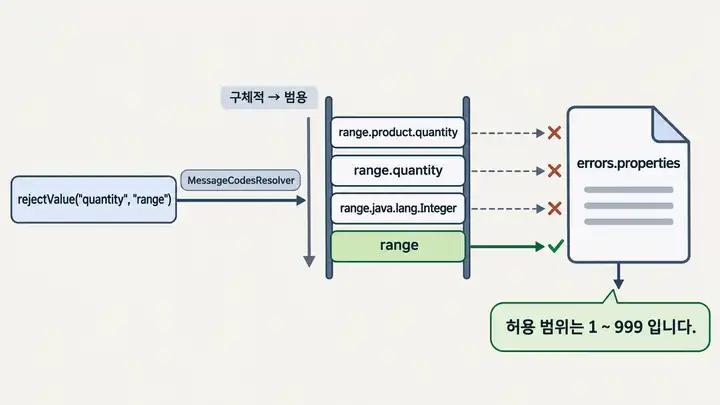 구체적 → 범용
rejectValue("quantity", "range")
MessageCodesResolver
range.product.quantity
range.quantity
range.java.lang.Integer
range
errors.properties
허용 범위는 1 ~ 999 입니다.